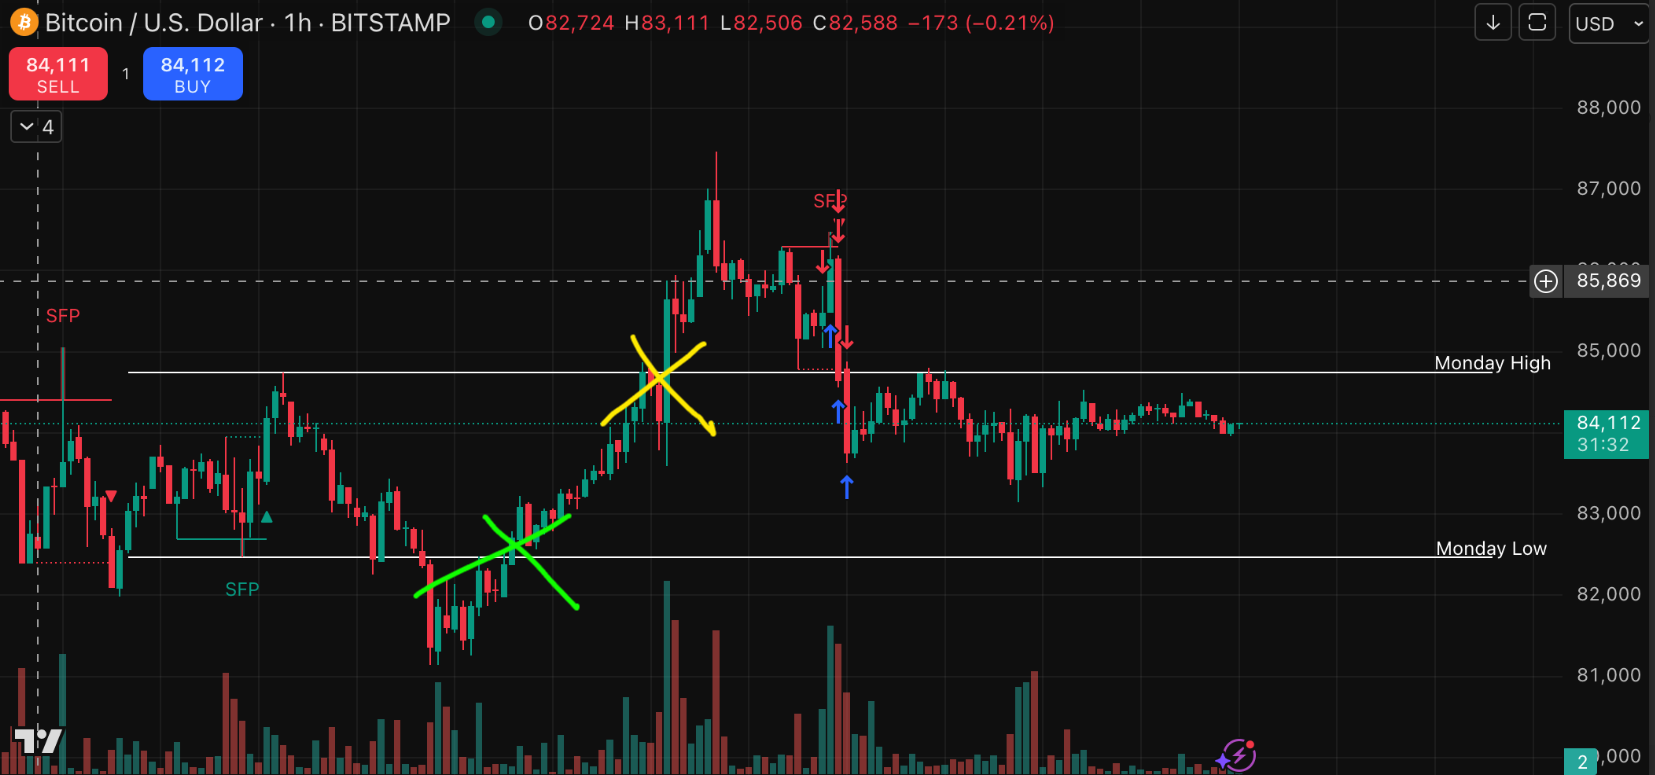 Bitcoin / U.S. Dollar · 1h · BITSTAMP O82,724 H83,111 L82,506 C82,588 −173 (−0.21%)
USD
84,111
SELL
1
84,112
BUY
4
88,000
87,000
SFP
85,869
SFP
85,000
Monday High
84,112
31:32
83,000
Monday Low
SFP
82,000
81,000
2